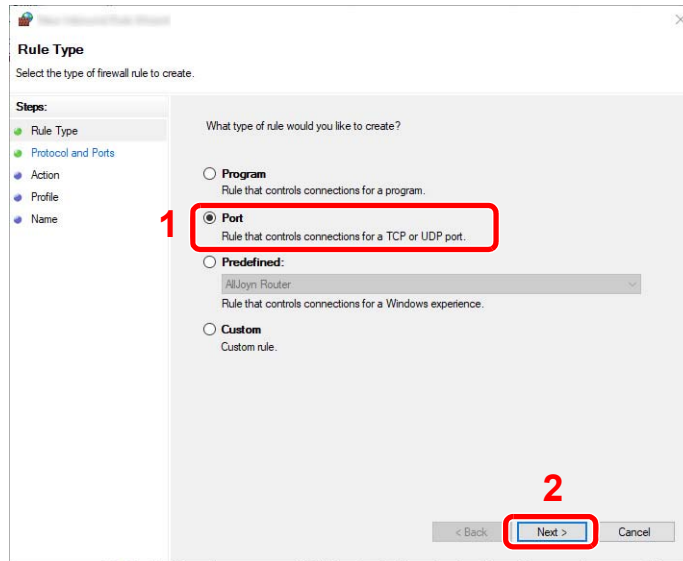 Rule Type
Select the type of firewall rule to create.
Steps:
Rule Type
Protocol and Ports
Action
Profile
Name
What type of rule would you like to create?
Program
Rule that controls connections for a program.
1
Port
Rule that controls connections for a TCP or UDP port.
Predefined:
AllJoyn Router
Rule that controls connections for a Windows experience.
Custom
Custom rule.
2
< Back
Next >
Cancel